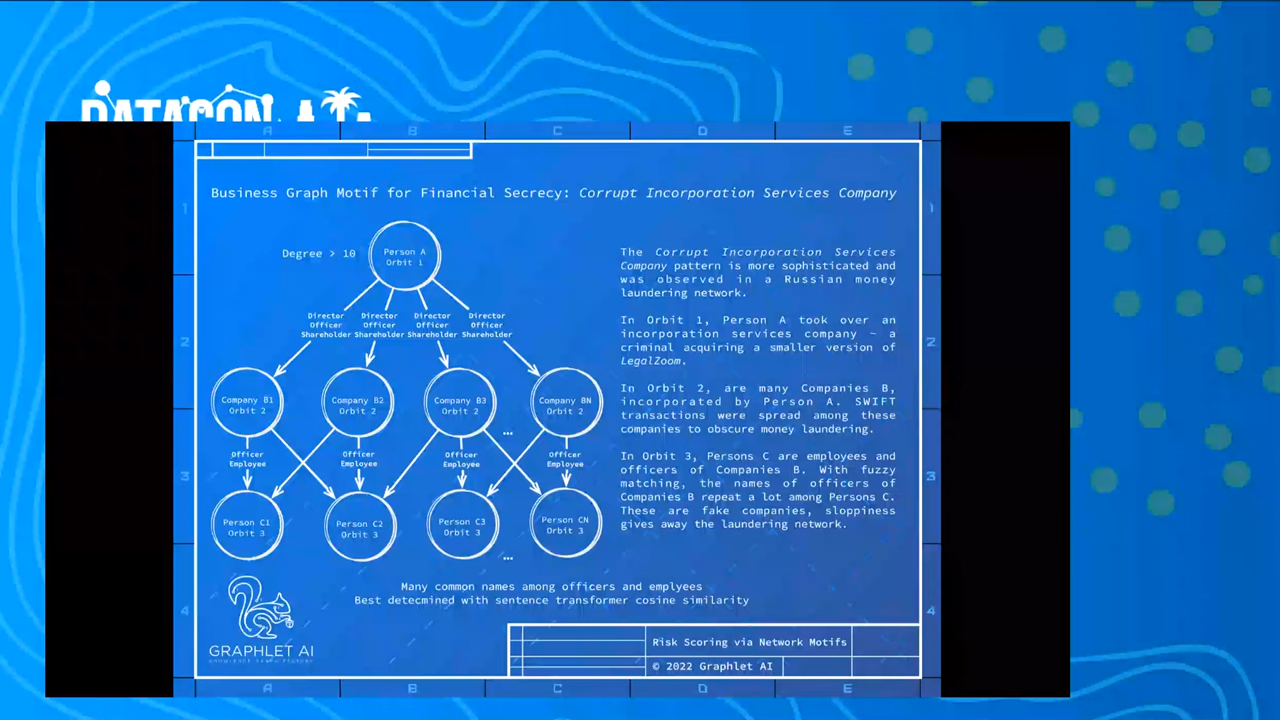 DATACON
LA
A B C D E
Business Graph Motif for Financial Secrecy: Corrupt Incorporation Services Company
1
1
Degree > 10
Person A
Orbit 1
Director Director Director Director
Officer Officer Officer Officer
Shareholder Shareholder Shareholder Shareholder
2
2
Company B1
Orbit 2
Company B2
Orbit 2
Company B3
Orbit 2
Company BN
Orbit 2
...
Officer Officer Officer Officer
Employee Employee Employee Employee
3
3
Person C1
Orbit 3
Person C2
Orbit 3
Person C3
Orbit 3
Person CN
Orbit 3
...
The Corrupt Incorporation Services
Company pattern is more sophisticated and
was observed in a Russian money
laundering network.
In Orbit 1, Person A took over an
incorporation services company – a
criminal acquiring a smaller version of
LegalZoom.
In Orbit 2, are many Companies B,
incorporated by Person A. SWIFT
transactions were spread among these
companies to obscure money laundering.
In Orbit 3, Persons C are employees and
officers of Companies B. With fuzzy
matching, the names of officers of
Companies B repeat a lot among Persons C.
These are fake companies, sloppiness
gives away the laundering network.
Many common names among officers and emplyees
Best detecmined with sentence transformer cosine similarity
4
4
GRAPHLET AI
KNOWLEDGE GRAPH FACTORY
Risk Scoring via Network Motifs
© 2022 Graphlet AI
A B C D E